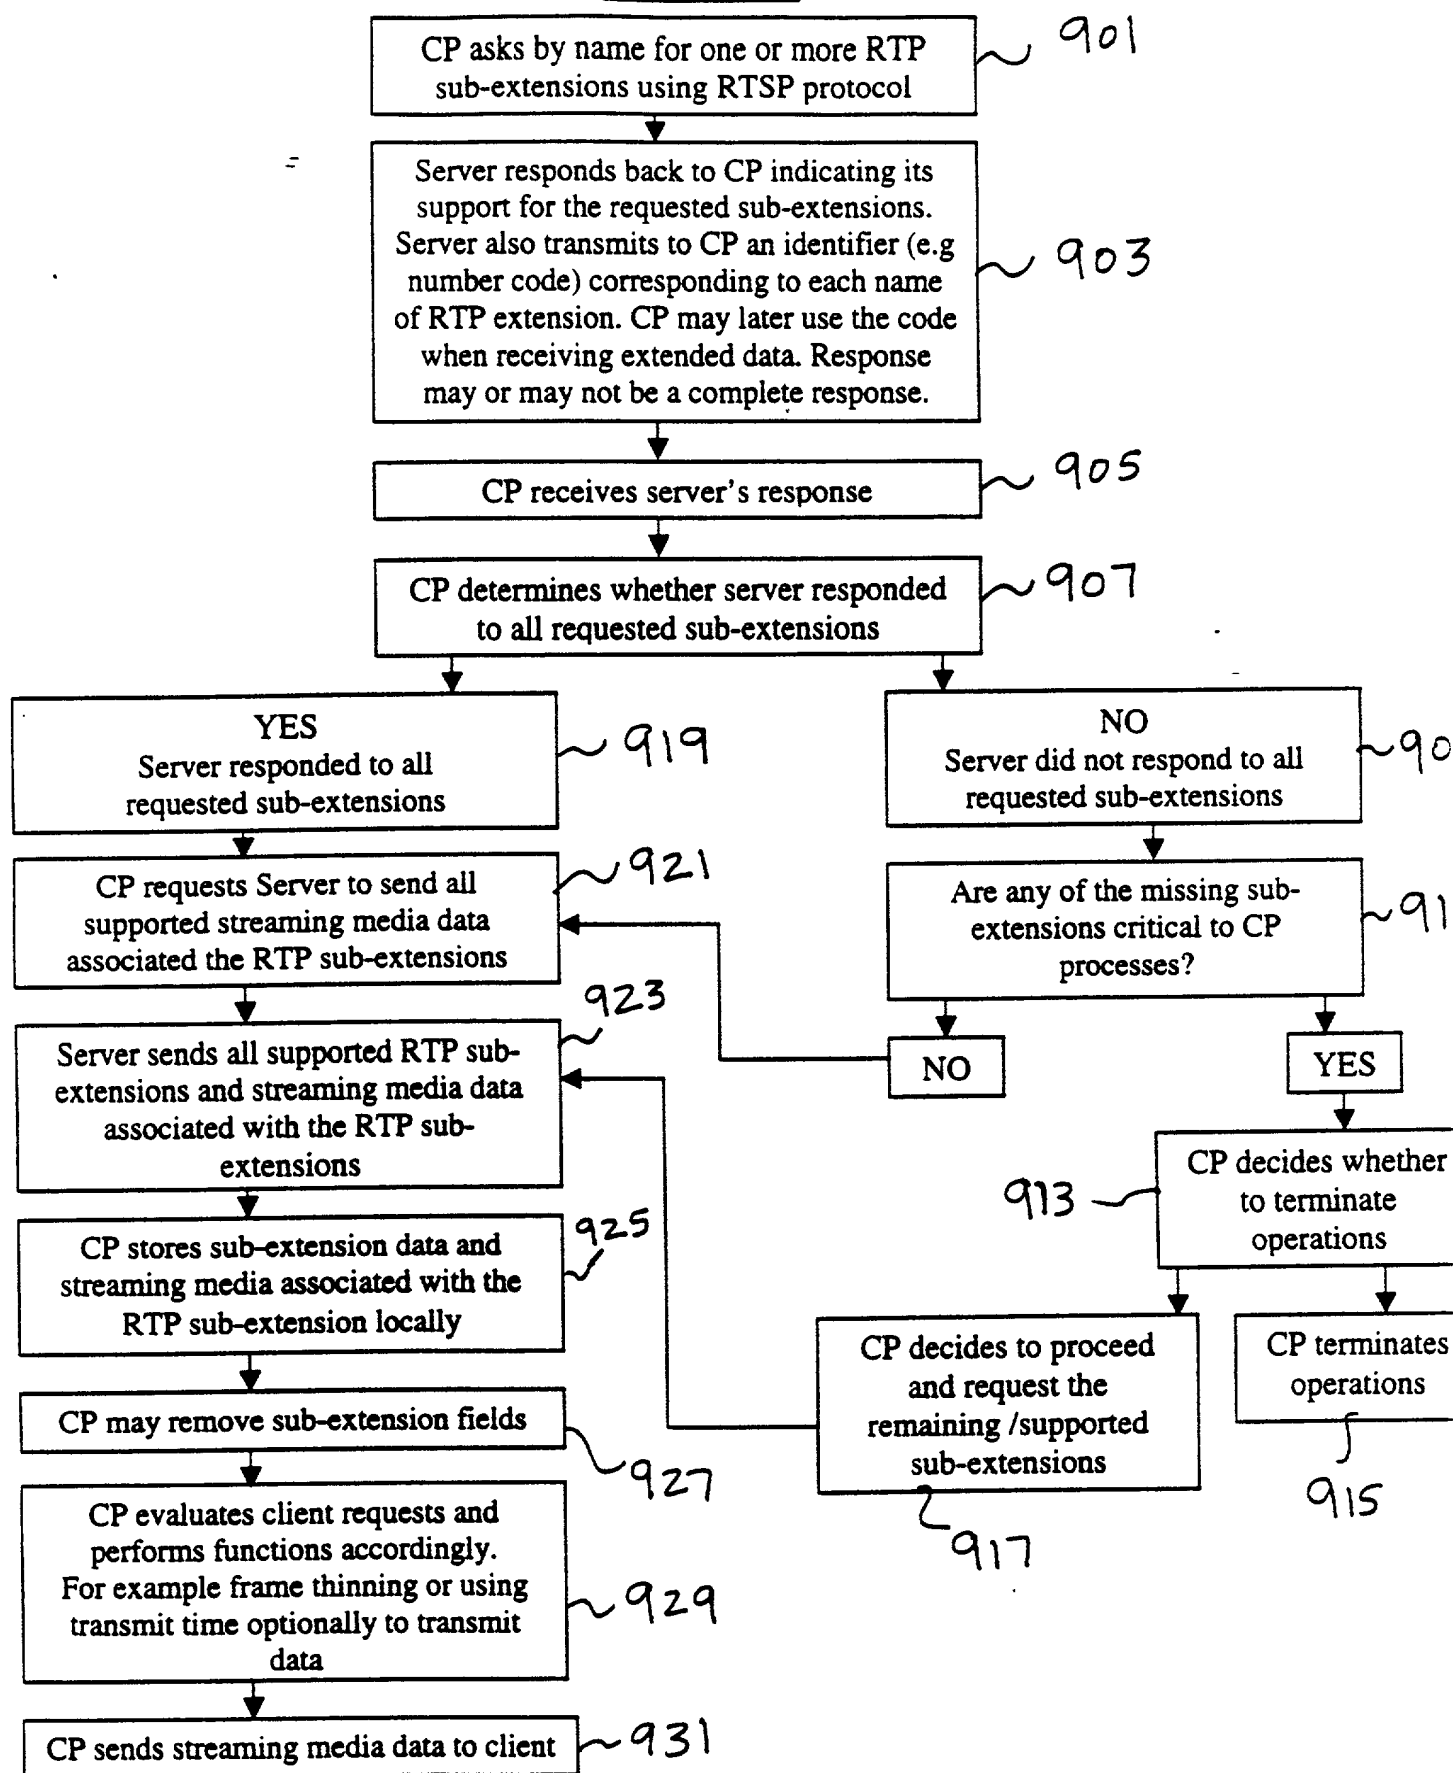 CP asks by name for one or more RTP
sub-extensions using RTSP protocol
901
Server responds back to CP indicating its
support for the requested sub-extensions.
Server also transmits to CP an identifier (e.g
number code) corresponding to each name
of RTP extension. CP may later use the code
when receiving extended data. Response
may or may not be a complete response.
903
CP receives server's response
905
CP determines whether server responded
to all requested sub-extensions
907
YES
Server responded to all
requested sub-extensions
919
NO
Server did not respond to all
requested sub-extensions
90
CP requests Server to send all
supported streaming media data
associated the RTP sub-extensions
921
Are any of the missing sub-
extensions critical to CP
processes?
91
Server sends all supported RTP sub-
extensions and streaming media data
associated with the RTP sub-
extensions
923
NO
YES
CP decides whether
to terminate
operations
913
CP stores sub-extension data and
streaming media associated with the
RTP sub-extension locally
925
CP decides to proceed
and request the
remaining /supported
sub-extensions
917
CP terminates
operations
915
CP may remove sub-extension fields
927
CP evaluates client requests and
performs functions accordingly.
For example frame thinning or using
transmit time optionally to transmit
data
929
CP sends streaming media data to client
931